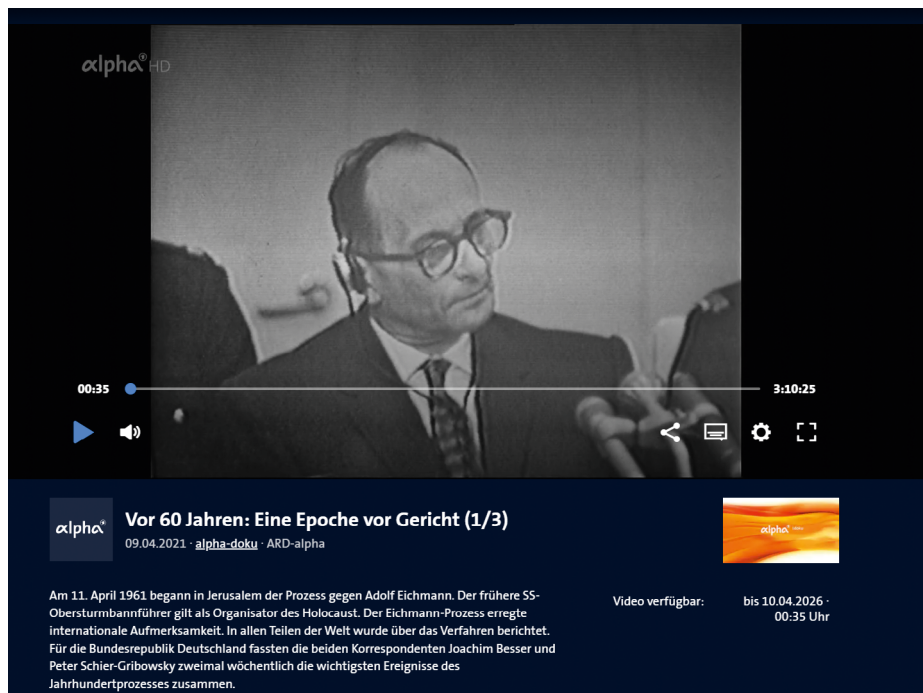 alpha HD
00:35
3:10:25
alpha
Vor 60 Jahren: Eine Epoche vor Gericht (1/3)
09.04.2021 · alpha-doku · ARD-alpha
alpha
Am 11. April 1961 begann in Jerusalem der Prozess gegen Adolf Eichmann. Der frühere SS-
Obersturmbannführer gilt als Organisator des Holocaust. Der Eichmann-Prozess erregte
internationale Aufmerksamkeit. In allen Teilen der Welt wurde über das Verfahren berichtet.
Für die Bundesrepublik Deutschland fassten die beiden Korrespondenten Joachim Besser und
Peter Schier-Gribowsky zweimal wöchentlich die wichtigsten Ereignisse des
Jahrhundertprozesses zusammen.
Video verfügbar:
bis 10.04.2026 ·
00:35 Uhr